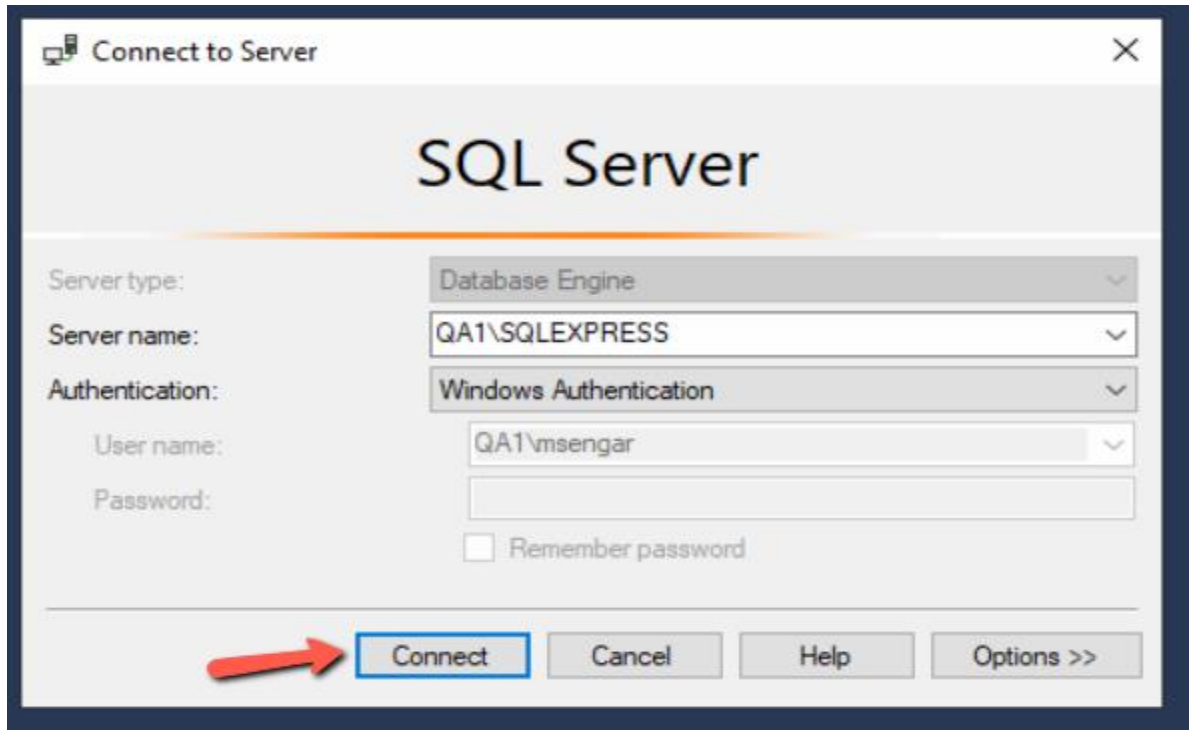 Connect to Server
SQL Server
Server type: Database Engine
Server name: QA1\SQLEXPRESS
Authentication: Windows Authentication
User name: QA1\msengar
Password:
Remember password
Connect Cancel Help Options >>